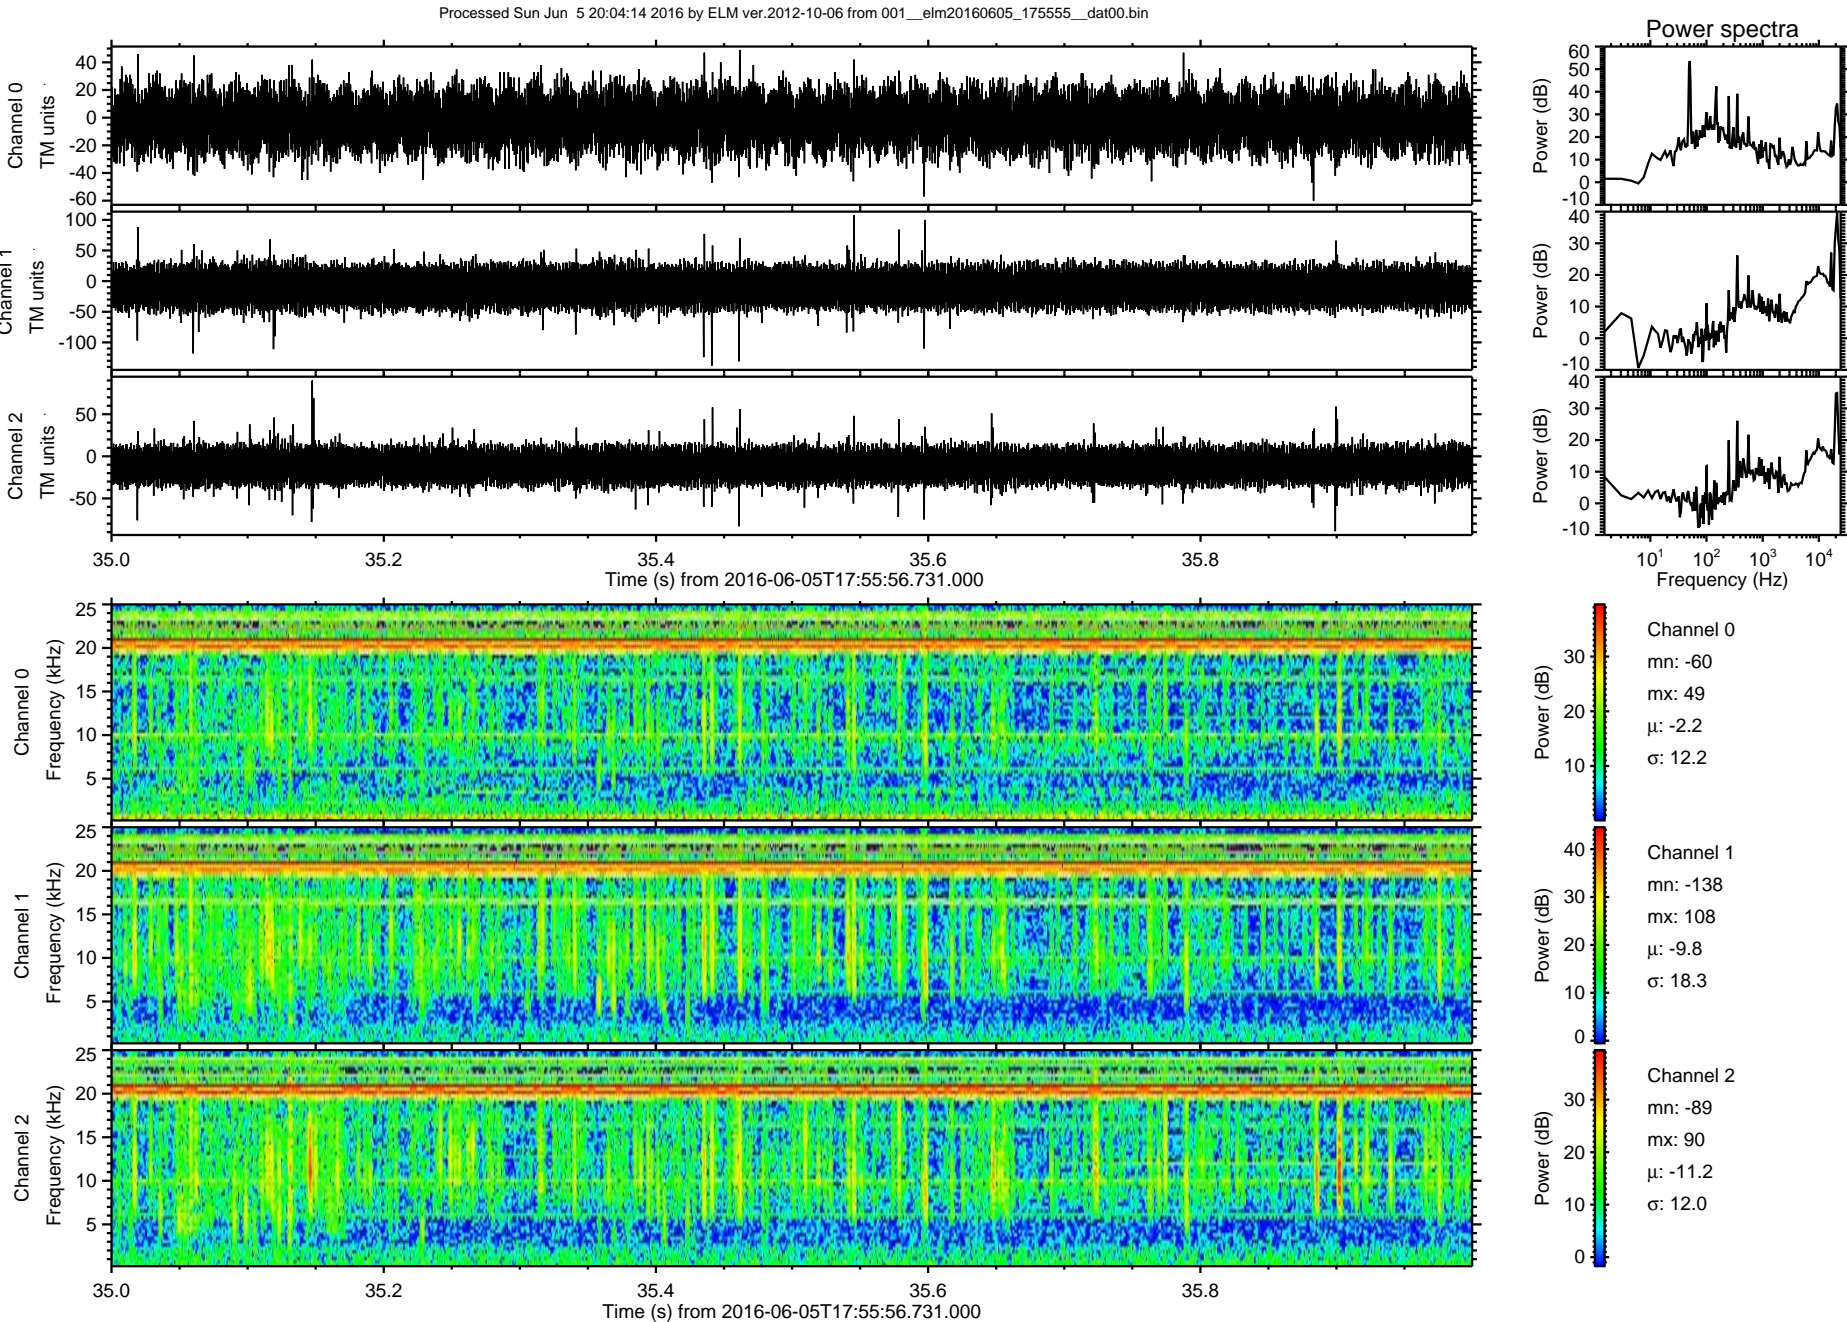 Processed Sun Jun 5 20:04:14 2016 by ELM ver.2012-10-06 from 001__elm20160605_175555__dat00.bin
Power spectra
Channel 0
TM units
40
20
0
-20
-40
-60
Power (dB)
60
50
40
30
20
10
0
-10
Channel 1
TM units
100
50
0
-50
-100
Power (dB)
40
30
20
10
0
-10
Channel 2
TM units
50
0
-50
Power (dB)
40
30
20
10
0
-10
35.0 35.2 35.4 35.6 35.8
Time (s) from 2016-06-05T17:55:56.731.000
10^1 10^2 10^3 10^4
Frequency (Hz)
Channel 0
Frequency (kHz)
25
20
15
10
5
Power (dB)
30
20
10
Channel 0
mn: -60
mx: 49
μ: -2.2
σ: 12.2
Channel 1
Frequency (kHz)
25
20
15
10
5
Power (dB)
40
30
20
10
0
Channel 1
mn: -138
mx: 108
μ: -9.8
σ: 18.3
Channel 2
Frequency (kHz)
25
20
15
10
5
Power (dB)
30
20
10
0
Channel 2
mn: -89
mx: 90
μ: -11.2
σ: 12.0
35.0 35.2 35.4 35.6 35.8
Time (s) from 2016-06-05T17:55:56.731.000